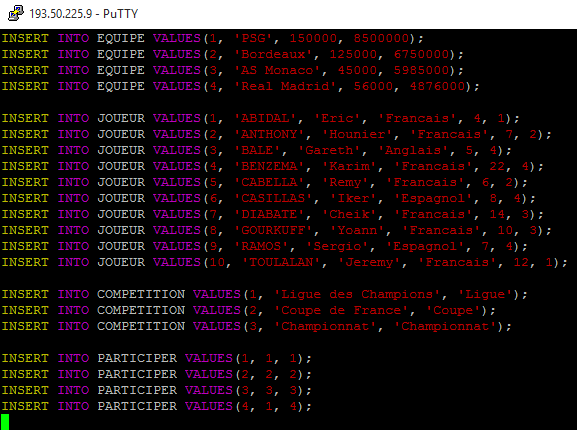 193.50.225.9 - PuTTY
INSERT INTO EQUIPE VALUES(1, 'PSG', 150000, 8500000);
INSERT INTO EQUIPE VALUES(2, 'Bordeaux', 125000, 6750000);
INSERT INTO EQUIPE VALUES(3, 'AS Monaco', 45000, 5985000);
INSERT INTO EQUIPE VALUES(4, 'Real Madrid', 56000, 4876000);
INSERT INTO JOUEUR VALUES(1, 'ABIDAL', 'Eric', 'Francais', 4, 1);
INSERT INTO JOUEUR VALUES(2, 'ANTHONY', 'Hounier', 'Francais', 7, 2);
INSERT INTO JOUEUR VALUES(3, 'BALE', 'Gareth', 'Anglais', 5, 4);
INSERT INTO JOUEUR VALUES(4, 'BENZEMA', 'Karim', 'Francais', 22, 4);
INSERT INTO JOUEUR VALUES(5, 'CABELLA', 'Remy', 'Francais', 6, 2);
INSERT INTO JOUEUR VALUES(6, 'CASILLAS', 'Iker', 'Espagnol', 8, 4);
INSERT INTO JOUEUR VALUES(7, 'DIABATE', 'Cheik', 'Francais', 14, 3);
INSERT INTO JOUEUR VALUES(8, 'GOURKUFF', 'Yoann', 'Francais', 10, 3);
INSERT INTO JOUEUR VALUES(9, 'RAMOS', 'Sergio', 'Espagnol', 7, 4);
INSERT INTO JOUEUR VALUES(10, 'TOULALAN', 'Jeremy', 'Francais', 12, 1);
INSERT INTO COMPETITION VALUES(1, 'Ligue des Champions', 'Ligue');
INSERT INTO COMPETITION VALUES(2, 'Coupe de France', 'Coupe');
INSERT INTO COMPETITION VALUES(3, 'Championnat', 'Championnat');
INSERT INTO PARTICIPER VALUES(1, 1, 1);
INSERT INTO PARTICIPER VALUES(2, 2, 2);
INSERT INTO PARTICIPER VALUES(3, 3, 3);
INSERT INTO PARTICIPER VALUES(4, 1, 4);